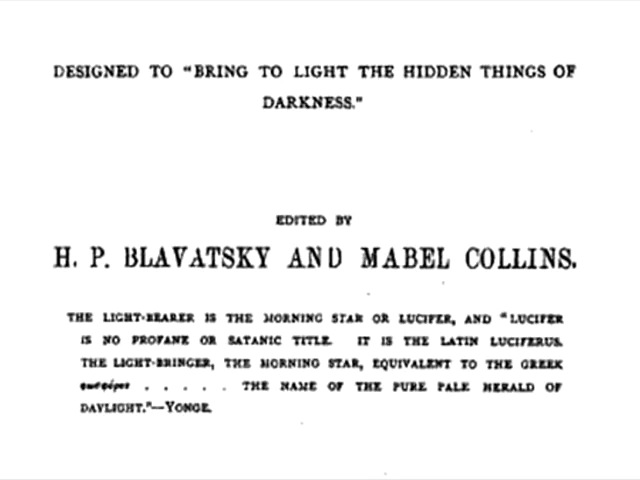 DESIGNED TO "BRING TO LIGHT THE HIDDEN THINGS OF
DARKNESS."
EDITED BY
H. P. BLAVATSKY AND MABEL COLLINS.
THE LIGHT-BEARER IS THE MORNING STAR OR LUCIFER, AND "LUCIFER
IS NO PROFANE OR SATANIC TITLE. IT IS THE LATIN LUCIFERUS,
THE LIGHT-BRINGER, THE MORNING STAR, EQUIVALENT TO THE GREEK
φωσφόρος . . . . . THE NAME OF THE PURE PALE HERALD OF
DAYLIGHT."—YONGE.